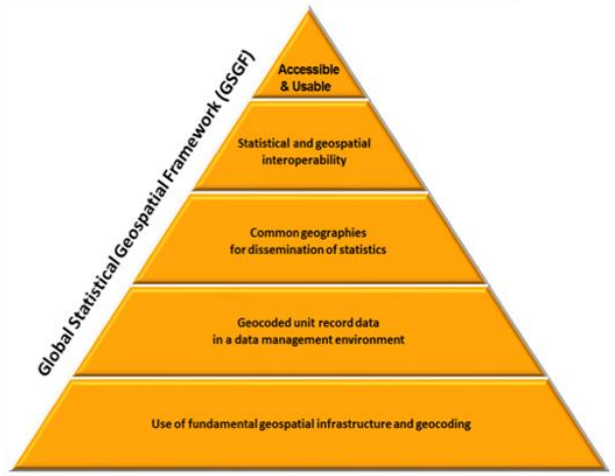 Global Statistical Geospatial Framework (GSGF)
Accessible
& Usable
Statistical and geospatial
interoperability
Common geographies
for dissemination of statistics
Geocoded unit record data
in a data management environment
Use of fundamental geospatial infrastructure and geocoding